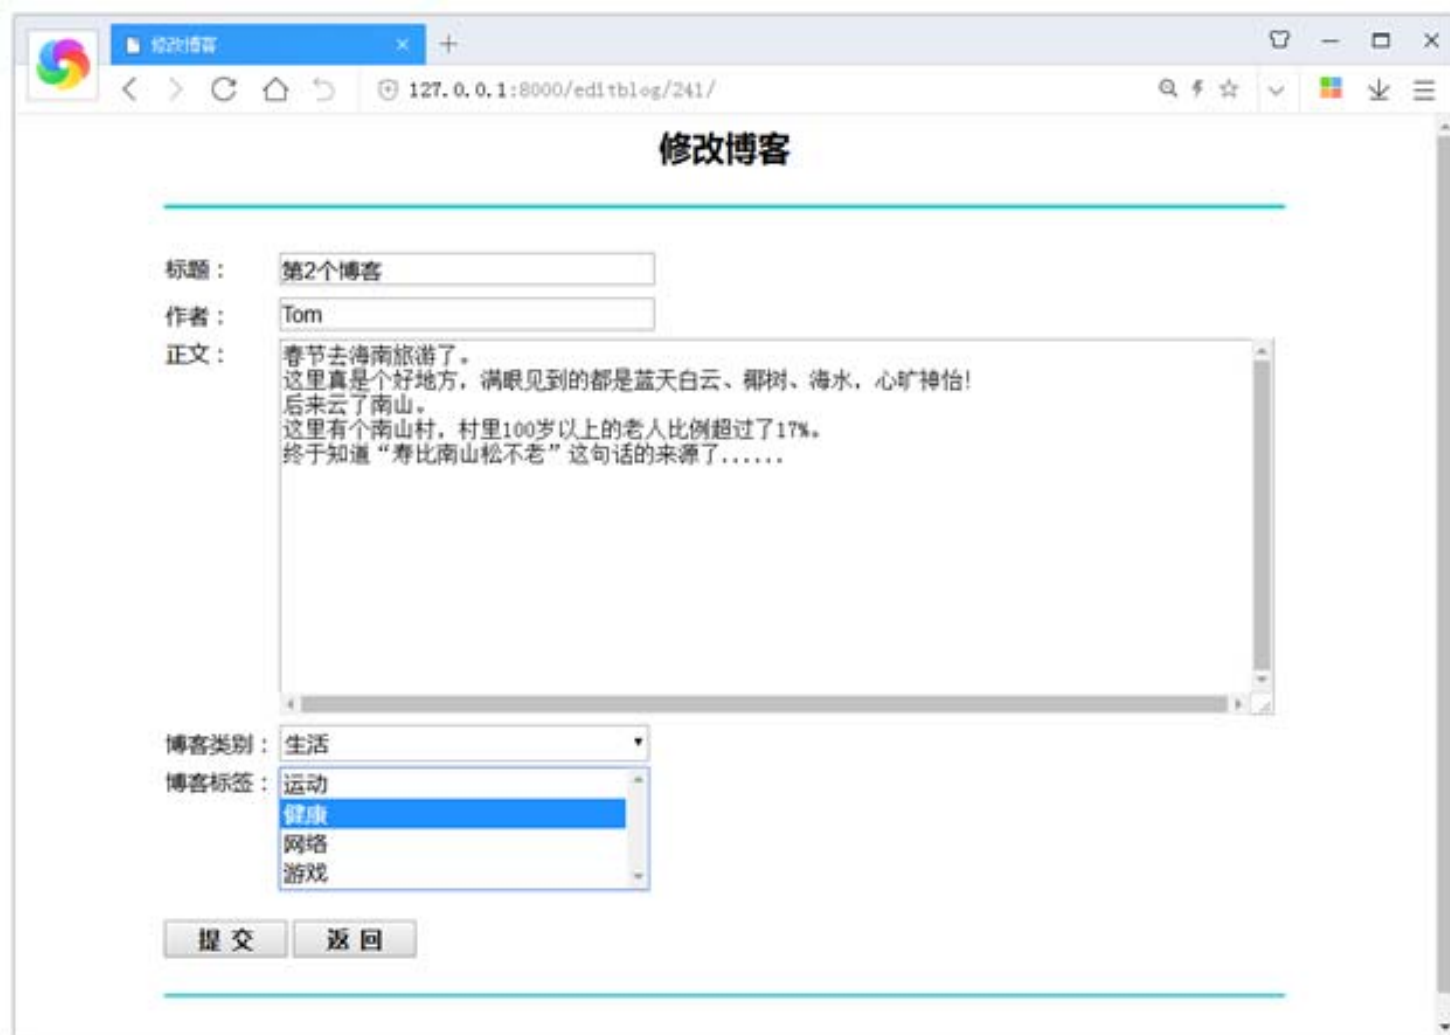 修改博客
127.0.0.1:8000/editblog/241/
修改博客
标题：
第2个博客
作者：
Tom
正文：
春节去海南旅游了。
这里真是个好地方，满眼见到的都是蓝天白云、椰树、海水，心旷神怡!
后来云了南山。
这里有个南山村，村里100岁以上的老人比例超过了17%。
终于知道“寿比南山松不老”这句话的来源了......
博客类别：
生活
博客标签：
运动
健康
网络
游戏
提 交
返 回